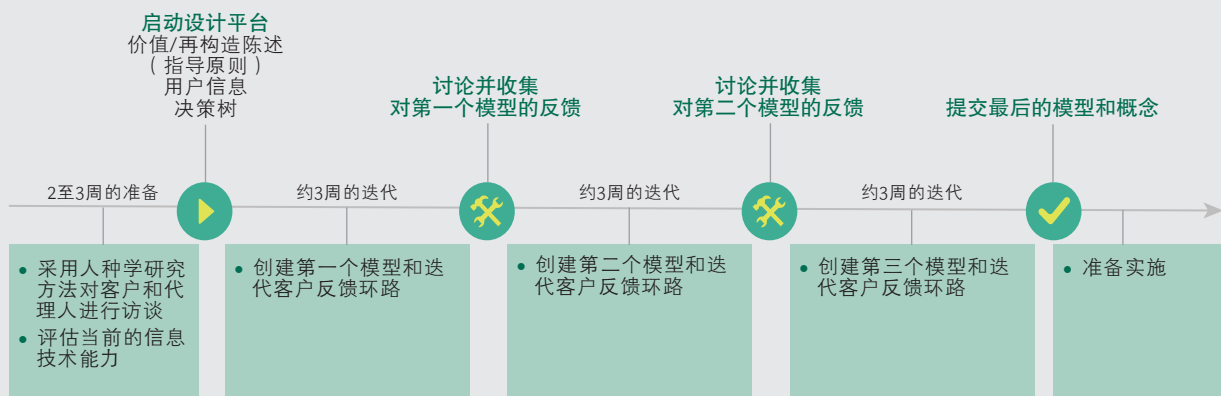 启动设计平台
价值/再构造陈述
（指导原则）
用户信息
决策树
讨论并收集
对第一个模型的反馈
讨论并收集
对第二个模型的反馈
提交最后的模型和概念
2至3周的准备
约3周的迭代
约3周的迭代
约3周的迭代
• 采用人种学研究
方法对客户和代
理人进行访谈
• 评估当前的信息
技术能力
• 创建第一个模型和迭
代客户反馈环路
• 创建第二个模型和迭
代客户反馈环路
• 创建第三个模型和迭
代客户反馈环路
• 准备实施